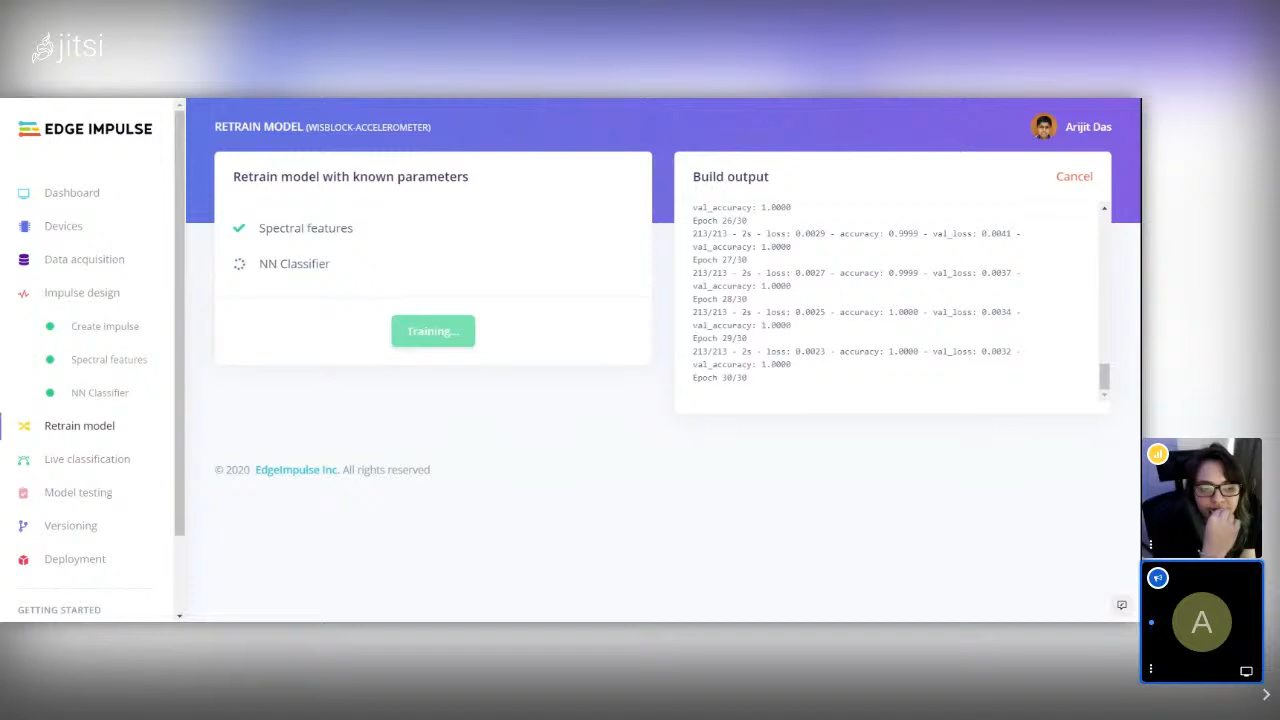 jitsi
EDGE IMPULSE
Dashboard
Devices
Data acquisition
Impulse design
Create impulse
Spectral features
NN Classifier
Retrain model
Live classification
Model testing
Versioning
Deployment
GETTING STARTED
RETRAIN MODEL (WISBLOCK-ACCELEROMETER)
Arijit Das
Retrain model with known parameters
Spectral features
NN Classifier
Training...
Build output
Cancel
val_accuracy: 1.0000
Epoch 26/30
213/213 - 2s - loss: 0.0029 - accuracy: 0.9999 - val_loss: 0.0041 -
val_accuracy: 1.0000
Epoch 27/30
213/213 - 2s - loss: 0.0027 - accuracy: 0.9999 - val_loss: 0.0037 -
val_accuracy: 1.0000
Epoch 28/30
213/213 - 2s - loss: 0.0025 - accuracy: 1.0000 - val_loss: 0.0034 -
val_accuracy: 1.0000
Epoch 29/30
213/213 - 2s - loss: 0.0023 - accuracy: 1.0000 - val_loss: 0.0032 -
val_accuracy: 1.0000
Epoch 30/30
© 2020 EdgeImpulse Inc. All rights reserved
A